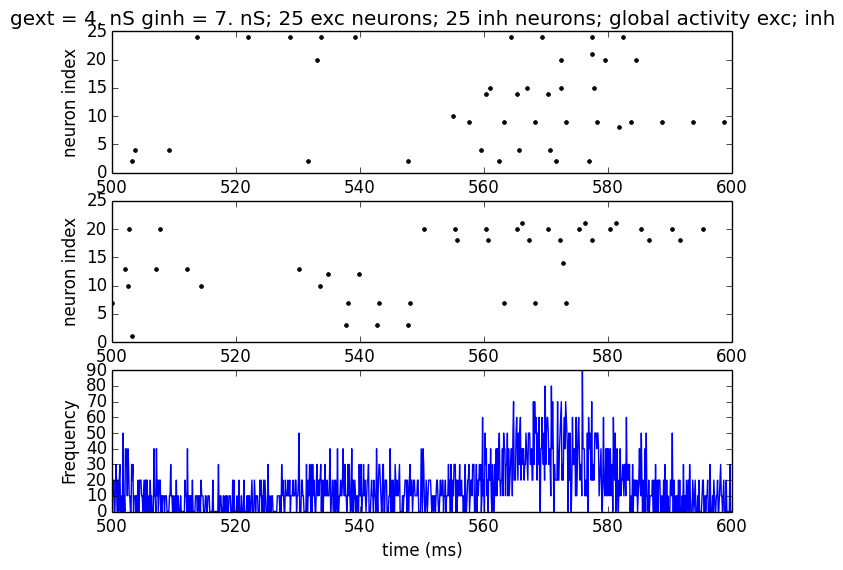 gext = 4. nS ginh = 7. nS; 25 exc neurons; 25 inh neurons; global activity exc; inh
25
20
15
10
5
0
neuron index
500 520 540 560 580 600
25
20
15
10
5
0
neuron index
500 520 540 560 580 600
90
80
70
60
50
40
30
20
10
0
Frequency
500 520 540 560 580 600
time (ms)